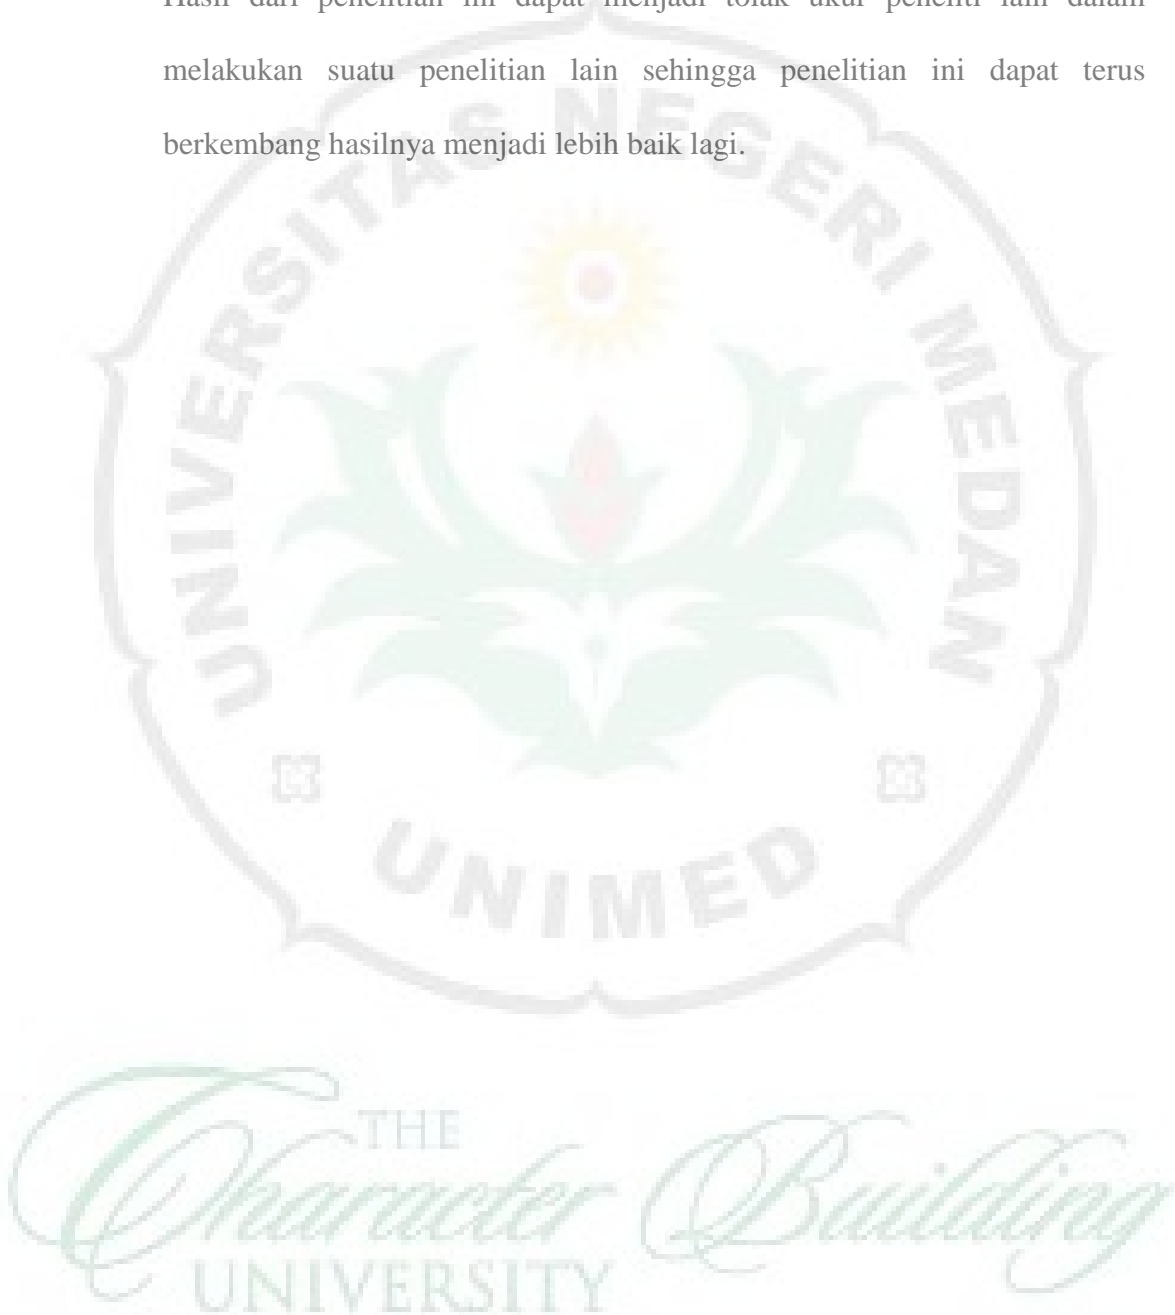 Hasil dari penelitian ini dapat menjadi tolak ukur peneliti lain dalam
melakukan suatu penelitian lain sehingga penelitian ini dapat terus
berkembang hasilnya menjadi lebih baik lagi.
UNIVERSITAS NEGERI MEDAN
UNIMED
THE
Character Building
UNIVERSITY